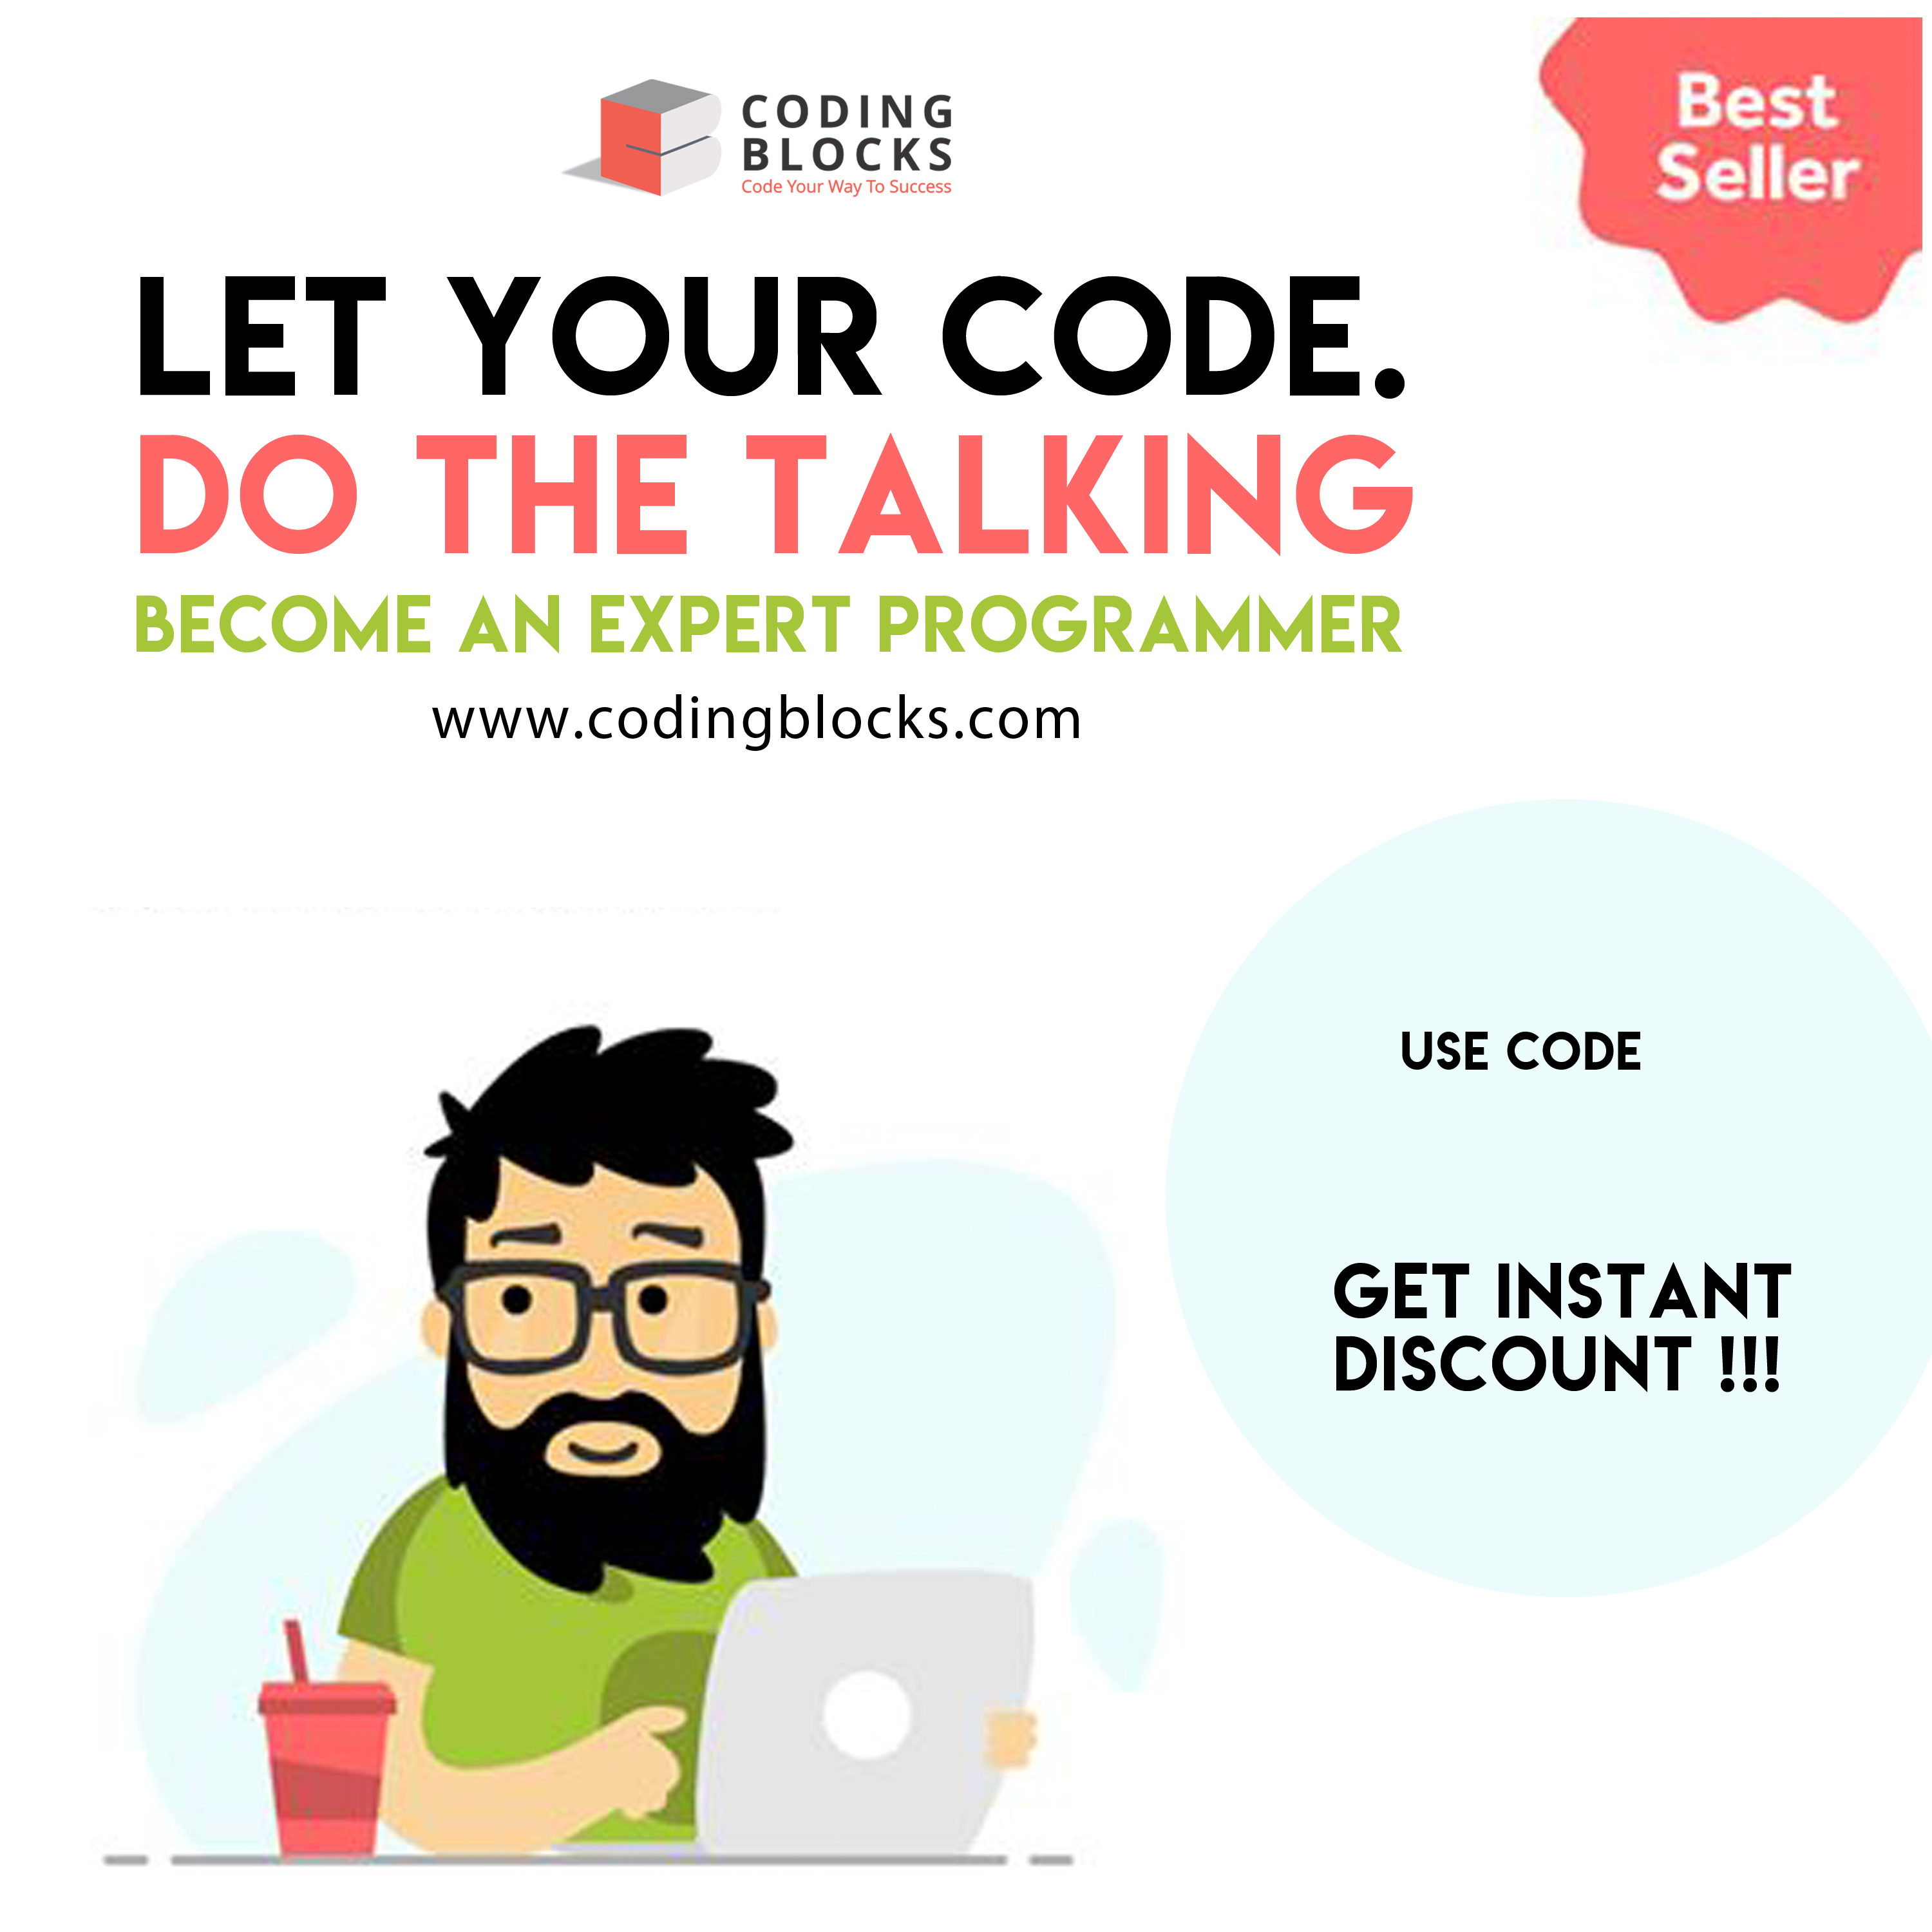 CODING
BLOCKS
Code Your Way To Success
Best
Seller
LET YOUR CODE.
DO THE TALKING
BECOME AN EXPERT PROGRAMMER
www.codingblocks.com
USE CODE
GET INSTANT
DISCOUNT !!!